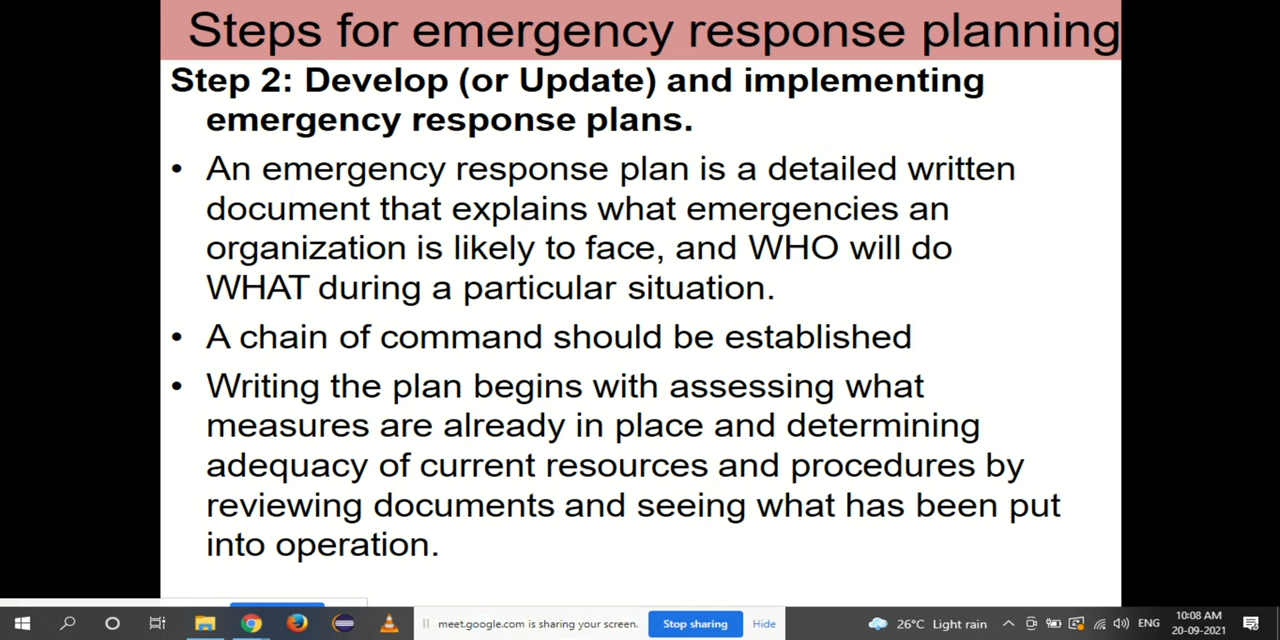 Steps for emergency response planning
Step 2: Develop (or Update) and implementing
emergency response plans.
• An emergency response plan is a detailed written
document that explains what emergencies an
organization is likely to face, and WHO will do
WHAT during a particular situation.
• A chain of command should be established
• Writing the plan begins with assessing what
measures are already in place and determining
adequacy of current resources and procedures by
reviewing documents and seeing what has been put
into operation.
meet.google.com is sharing your screen.
Stop sharing
Hide
26°C Light rain
ENG
10:08 AM
20-09-2021